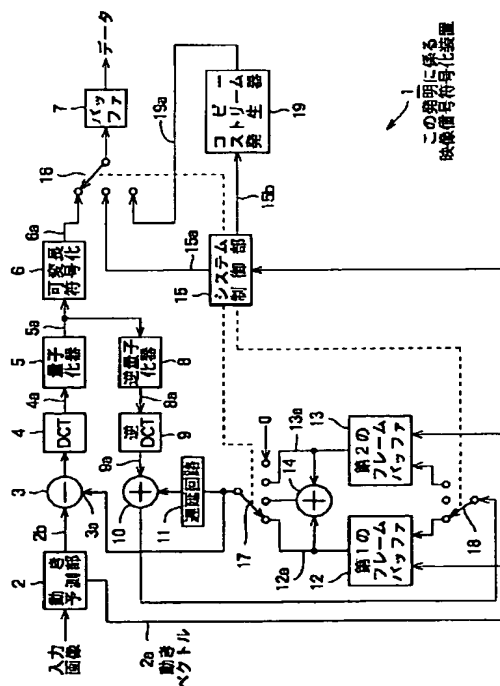 入力
画像
2
動き
予測部
2b
3
3a
4
DCT
4a
5
量子
化器
5a
6
可変長
符号化
6a
16
7
バッファ
データ
8
逆量子
化器
8a
9
逆
DCT
9a
10
11
遅延回路
2a
動き
ベクトル
12
第1の
フレーム
バッファ
12a
13
第2の
フレーム
バッファ
13a
14
0
17
18
15
システム
制御部
15a
15b
19
コピー
ストリーム
発生器
19a
1
この発明に係る
映像信号符号化装置